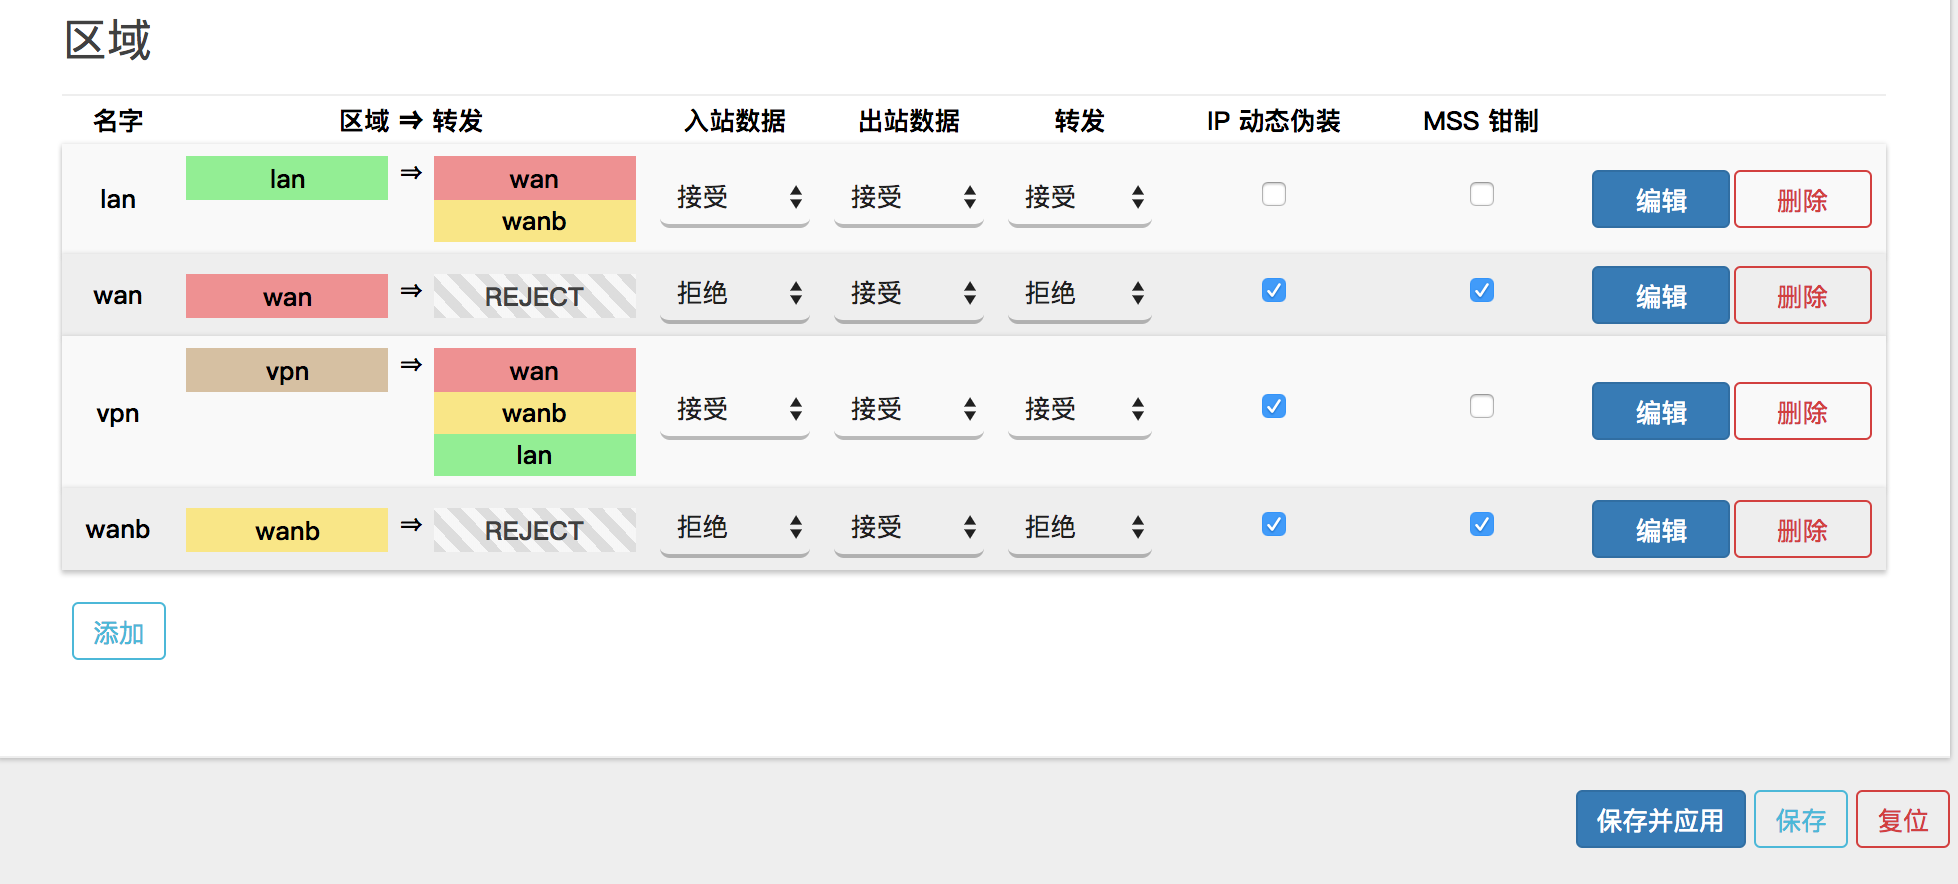 区域
名字 区域 ⇒ 转发 入站数据 出站数据 转发 IP 动态伪装 MSS 钳制
lan lan ⇒ wan 接受 接受 接受 编辑 删除
wanb
wan wan ⇒ REJECT 拒绝 接受 拒绝 编辑 删除
vpn vpn ⇒ wan 接受 接受 接受 编辑 删除
wanb
lan
wanb wanb ⇒ REJECT 拒绝 接受 拒绝 编辑 删除
添加
保存并应用 保存 复位